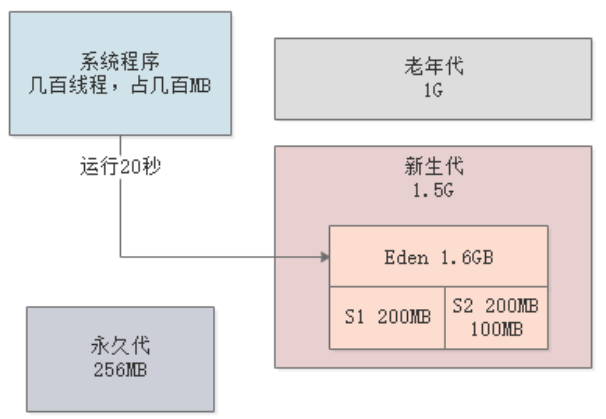 系统程序
几百线程，占几百MB
老年代
1G
运行20秒
新生代
1.5G
Eden 1.6GB
S1 200MB
S2 200MB
100MB
永久代
256MB